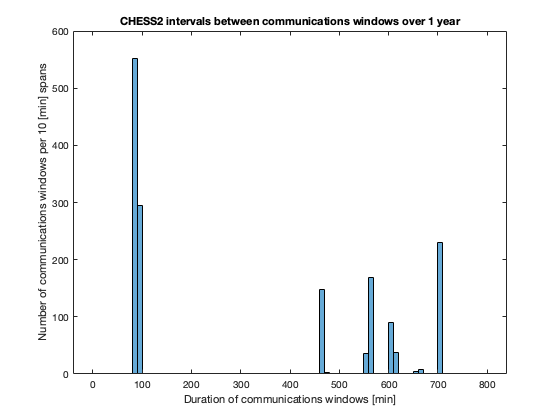 CHESS2 intervals between communications windows over 1 year
Number of communications windows per 10 [min] spans
600
500
400
300
200
100
0
0 100 200 300 400 500 600 700 800
Duration of communications windows [min]